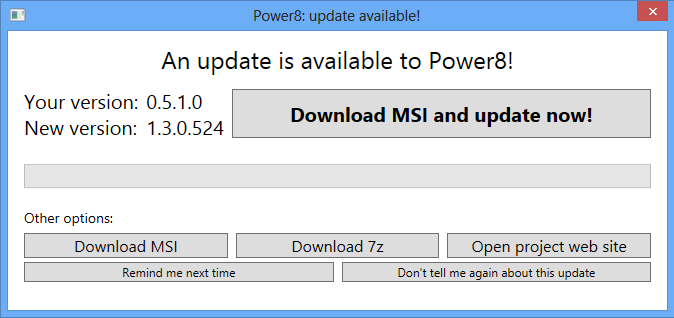 Power8: update available!
An update is available to Power8!
Your version: 0.5.1.0
New version: 1.3.0.524
Download MSI and update now!
Other options:
Download MSI
Download 7z
Open project web site
Remind me next time
Don't tell me again about this update